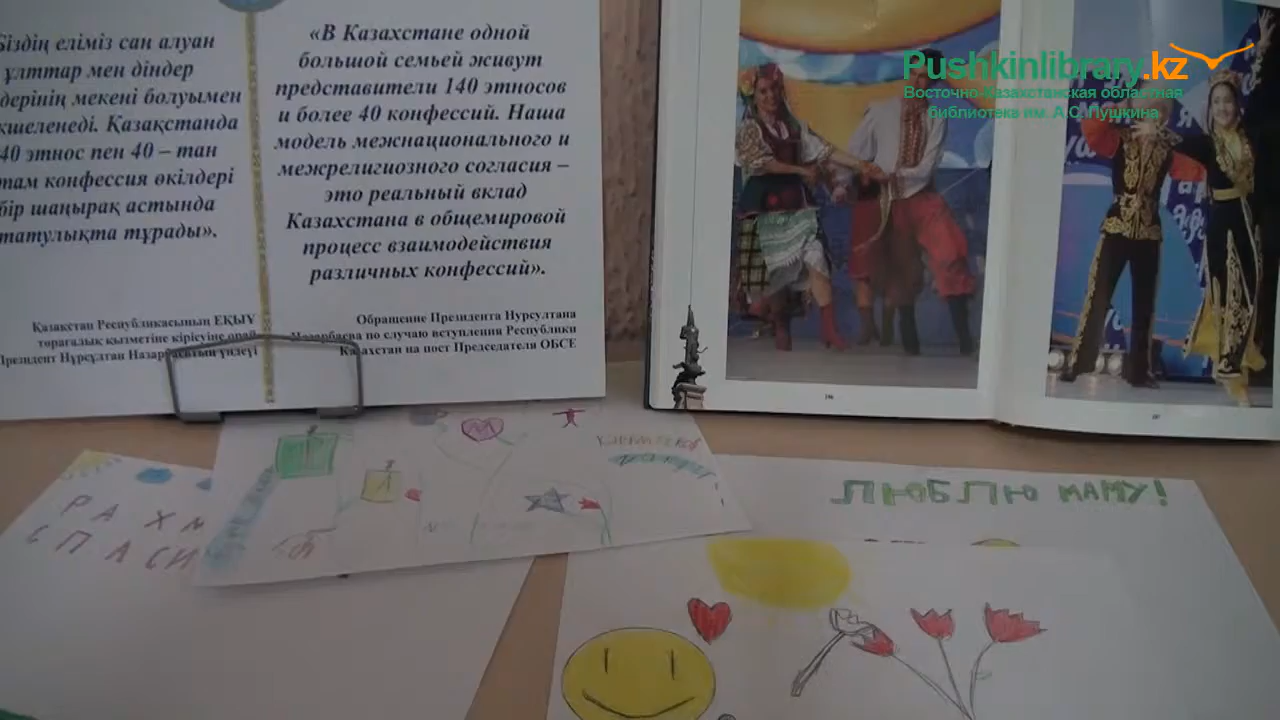 Біздің еліміз сан алуан
ұлттар мен діндер
дерінің мекені болуымен
кшеленеді. Қазақстанда
40 этнос пен 40 – тан
там конфессия өкілдері
бір шаңырақ астында
татулықта тұрады».
Қазақстан Республикасының ЕҚЫҰ
төрағалық қызметіне кірісуіне орай
Президент Нұрсұлтан Назарбаевтың үндеуі
«В Казахстане одной
большой семьей живут
представители 140 этносов
и более 40 конфессий. Наша
модель межнационального и
межрелигиозного согласия –
это реальный вклад
Казахстана в общемировой
процесс взаимодействия
различных конфессий».
Обращение Президента Нурсултана
Назарбаева по случаю вступления Республики
Казахстан на пост Председателя ОБСЕ
Pushkinlibrary.kz
Восточно-Казахстанская областная
библиотека им. А.С. Пушкина
РАХМ
СПАСИ
ЛЮБЛЮ МАМУ!